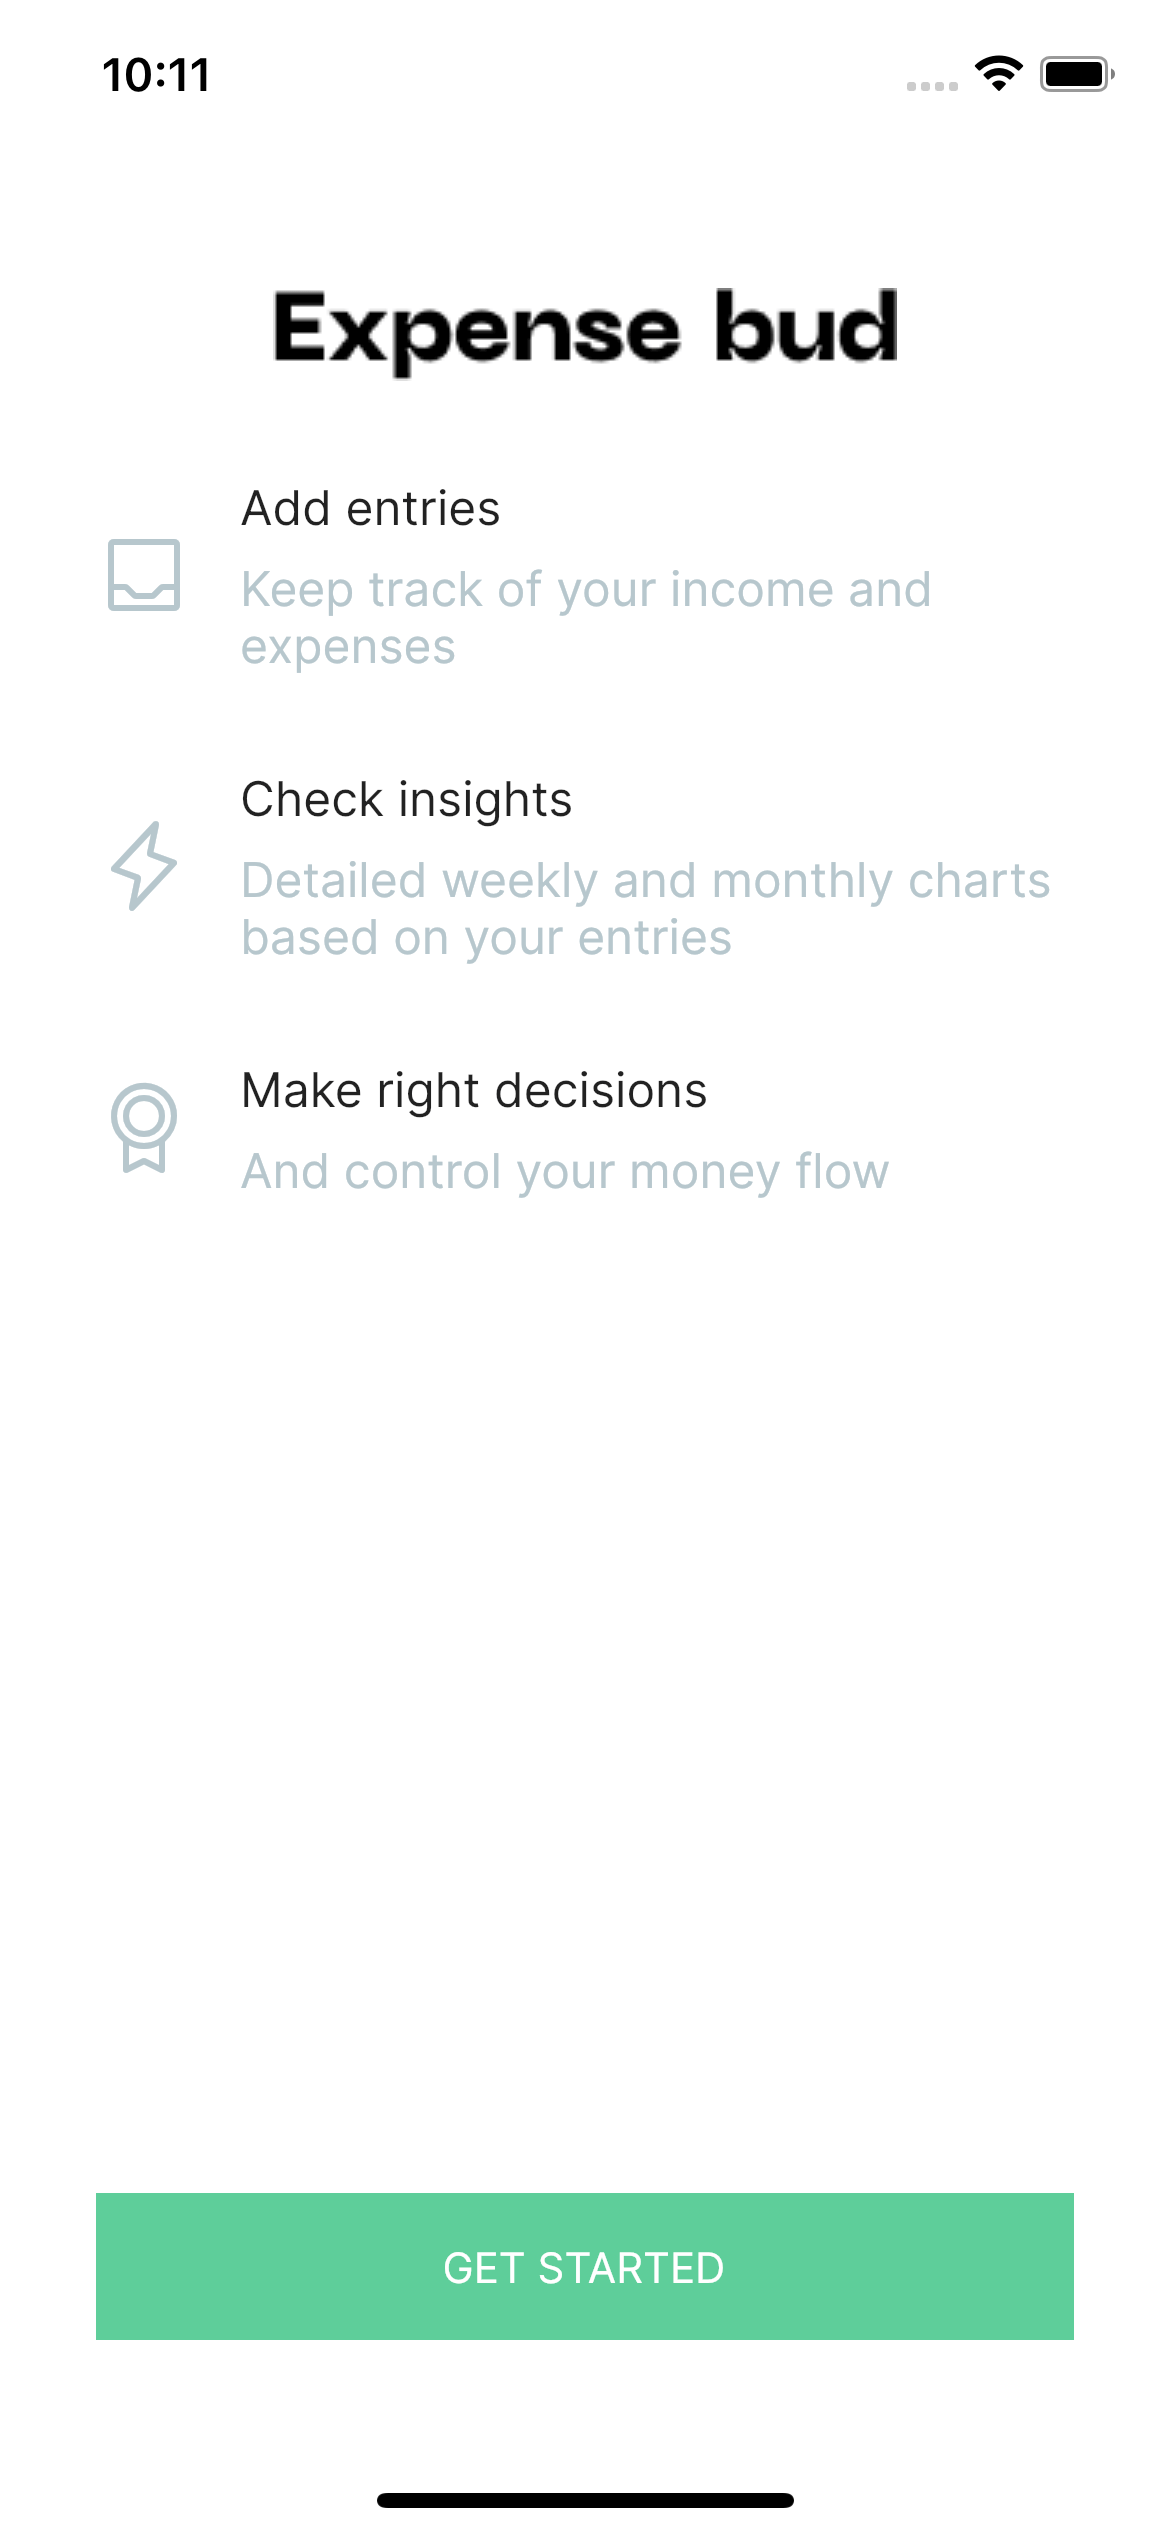 10:11
Expense bud
Add entries
Keep track of your income and
expenses
Check insights
Detailed weekly and monthly charts
based on your entries
Make right decisions
And control your money flow
GET STARTED